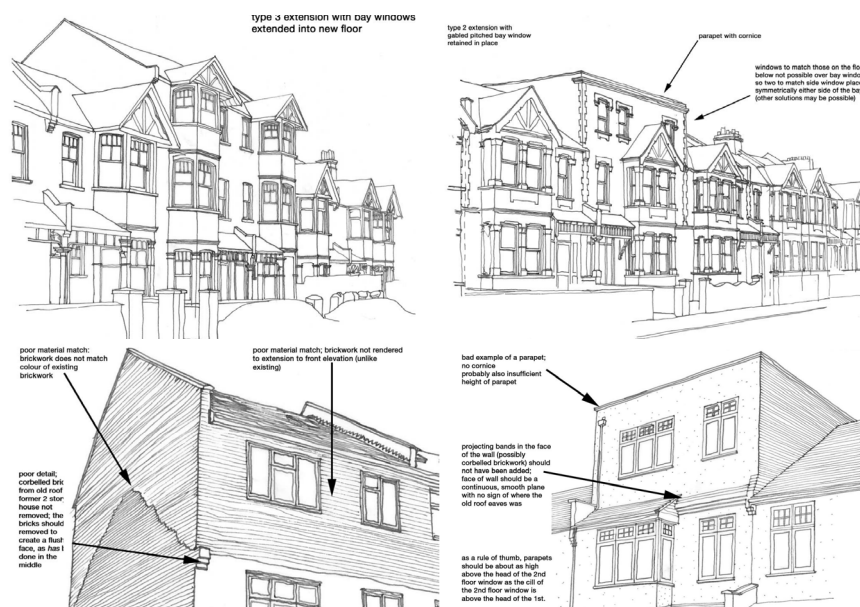 type 3 extension with bay windows
extended into new floor
type 2 extension with
gabled pitched bay window
retained in place
parapet with cornice
windows to match those on the flo
below not possible over bay windo
so two to match side window place
symmetrically either side of the ba
(other solutions may be possible)
poor material match:
brickwork does not match
colour of existing
brickwork
poor material match; brickwork not rendered
to extension to front elevation (unlike
existing)
poor detail;
corbelled bric
from old roof
former 2 stor
house not
removed; the
bricks should
removed to
create a flush
face, as has b
done in the
middle
bad example of a parapet;
no cornice
probably also insufficient
height of parapet
projecting bands in the face
of the wall (possibly
corbelled brickwork) should
not have been added;
face of wall should be a
continuous, smooth plane
with no sign of where the
old roof eaves was
as a rule of thumb, parapets
should be about as high
above the head of the 2nd
floor window as the cill of
the 2nd floor window is
above the head of the 1st.